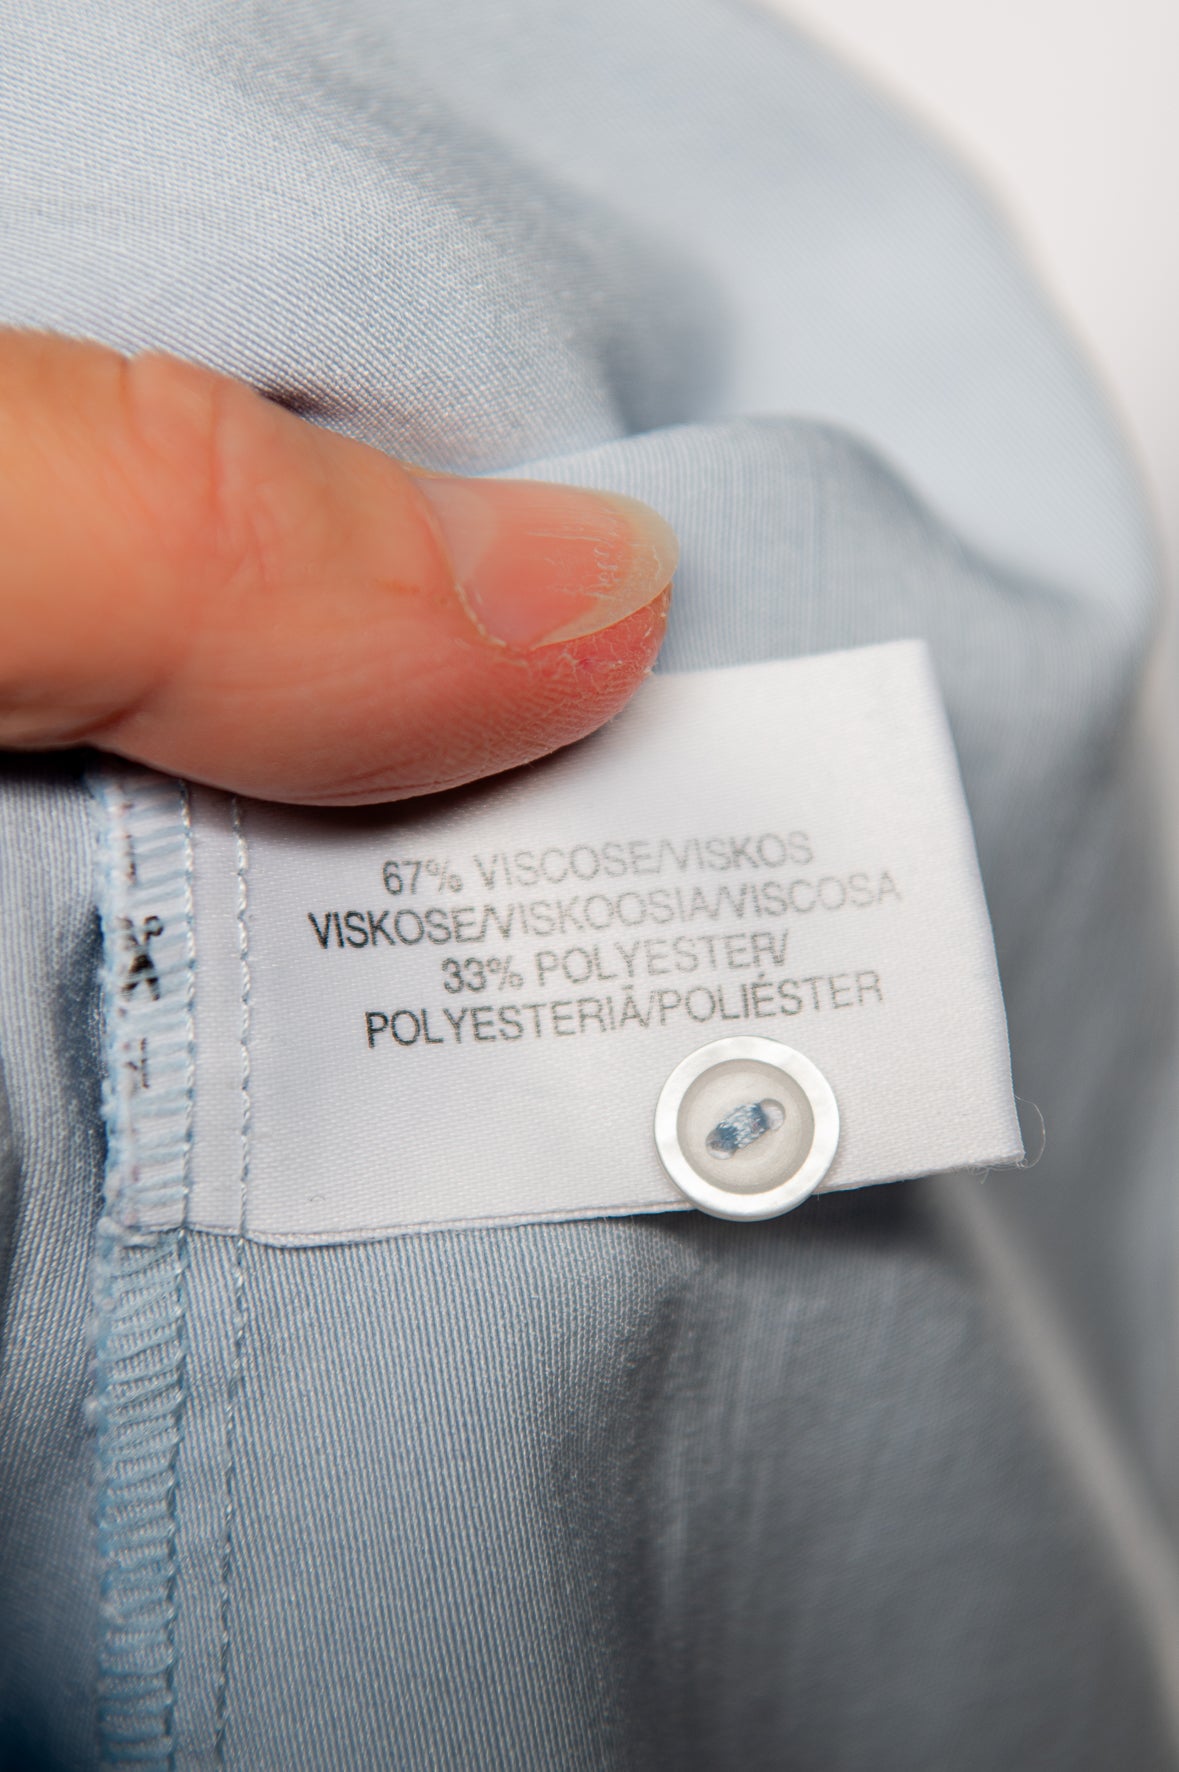 67% VISCOSE/VISKOS
VISKOSE/VISKOOSIA/VISCOSA
33% POLYESTER/
POLYESTERIÄ/POLIÉSTER